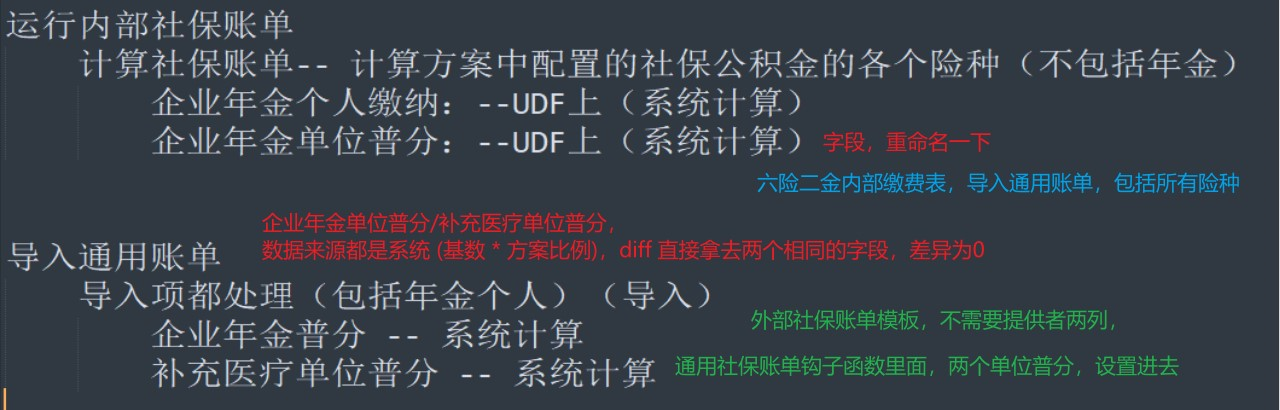 运行内部社保账单
计算社保账单-- 计算方案中配置的社保公积金的各个险种（不包括年金）
企业年金个人缴纳：--UDF上（系统计算）
企业年金单位普分：--UDF上（系统计算）字段，重命名一下
六险二金内部缴费表，导入通用账单，包括所有险种
企业年金单位普分/补充医疗单位普分，
数据来源都是系统 (基数 * 方案比例)，diff 直接拿去两个相同的字段，差异为0
导入通用账单
导入项都处理（包括年金个人）（导入）
外部社保账单模板，不需要提供者两列，
企业年金普分 -- 系统计算
补充医疗单位普分 -- 系统计算
通用社保账单钩子函数里面，两个单位普分，设置进去